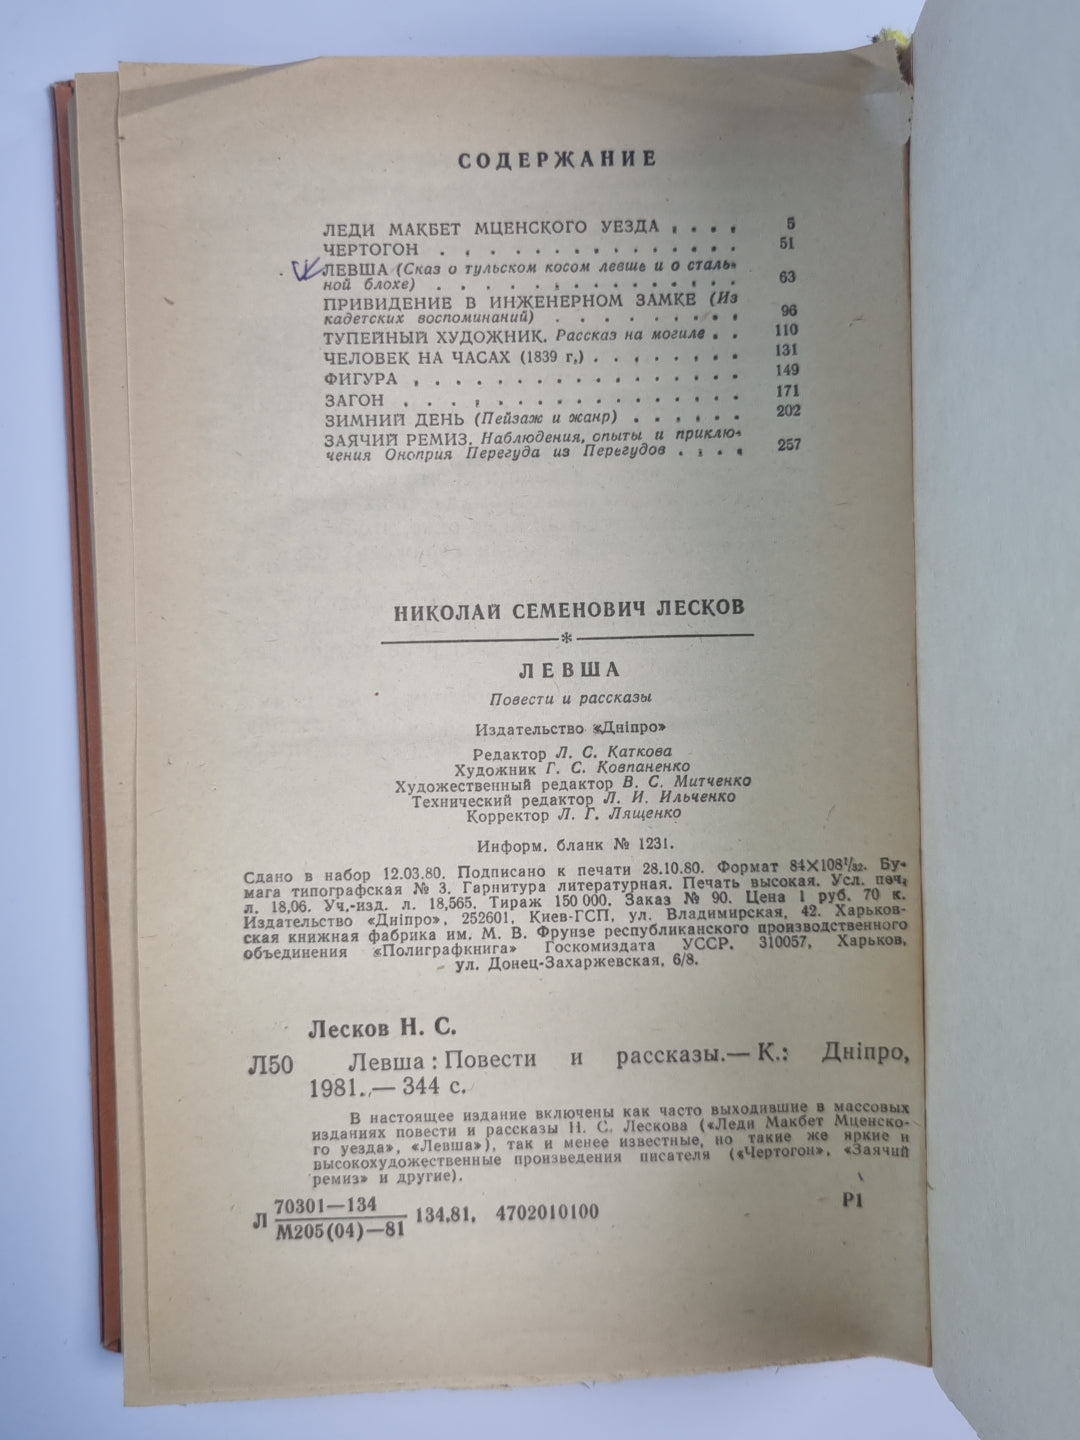 СОДЕРЖАНИЕ
ЛЕДИ МАКБЕТ МЦЕНСКОГО УЕЗДА . . . . 5
ЧЕРТОГОН . . . . . . . . . . . . . 51
ЛЕВША (Сказ о тульском косом левше и о сталь-
ной блохе) . . . . . . . . . . . . . 63
ПРИВИДЕНИЕ В ИНЖЕНЕРНОМ ЗАМКЕ (Из
кадетских воспоминаний) . . . . . . . . 96
ТУПЕЙНЫЙ ХУДОЖНИК. Рассказ на могиле . . 110
ЧЕЛОВЕК НА ЧАСАХ (1839 г.) . . . . . . . 131
ФИГУРА . . . . . . . . . . . . . . 149
ЗАГОН . . . . . . . . . . . . . . 171
ЗИМНИЙ ДЕНЬ (Пейзаж и жанр) . . . . . . 202
ЗАЯЧИЙ РЕМИЗ. Наблюдения, опыты и приклю-
чения Оноприя Перегуда из Перегудов . . . . 257
НИКОЛАЙ СЕМЕНОВИЧ ЛЕСКОВ
*
ЛЕВША
Повести и рассказы
Издательство «Дніпро»
Редактор Л. С. Каткова
Художник Г. С. Ковпаненко
Художественный редактор В. С. Митченко
Технический редактор Л. И. Ильченко
Корректор Л. Г. Лященко
Информ. бланк № 1231.
Сдано в набор 12.03.80. Подписано к печати 28.10.80. Формат 84×108¹/₃₂. Бу-
мага типографская № 3. Гарнитура литературная. Печать высокая. Усл. печ.
л. 18,06. Уч.-изд. л. 18,565. Тираж 150 000. Заказ № 90. Цена 1 руб. 70 к.
Издательство «Дніпро», 252601, Киев-ГСП, ул. Владимирская, 42. Харьков-
ская книжная фабрика им. М. В. Фрунзе республиканского производственного
объединения «Полиграфкнига» Госкомиздата УССР. 310057, Харьков,
ул. Донец-Захаржевская, 6/8.
Лесков Н. С.
Л50 Левша : Повести и рассказы.— К.: Дніпро,
1981.— 344 с.
В настоящее издание включены как часто выходившие в массовых
изданиях повести и рассказы Н. С. Лескова («Леди Макбет Мценско-
го уезда», «Левша»), так и менее известные, но такие же яркие и
высокохудожественные произведения писателя («Чертогон», «Заячий
ремиз» и другие).
Л 70301—134
М205(04)—81 134.81. 4702010100 Р1